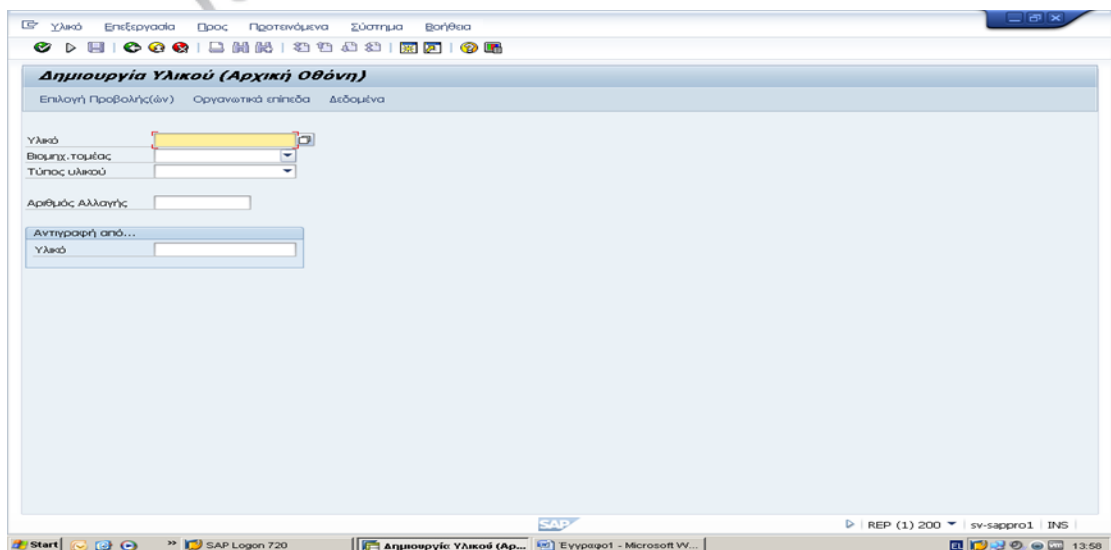 Υλικό Επεξεργασία Προς Προτεινόμενα Σύστημα Βοήθεια
Δημιουργία Υλικού (Αρχική Οθόνη)
Επιλογή Προβολής(ών) Οργανωτικά επίπεδα Δεδομένα
Υλικό
Βιομηχ.τομέας
Τύπος υλικού
Αριθμός Αλλαγής
Αντιγραφή από...
Υλικό
SAP
REP (1) 200 sv-sappro1 INS
Start » SAP Logon 720 Δημιουργία Υλικού (Αρ... Έγγραφο1 - Microsoft W... EL 13:58